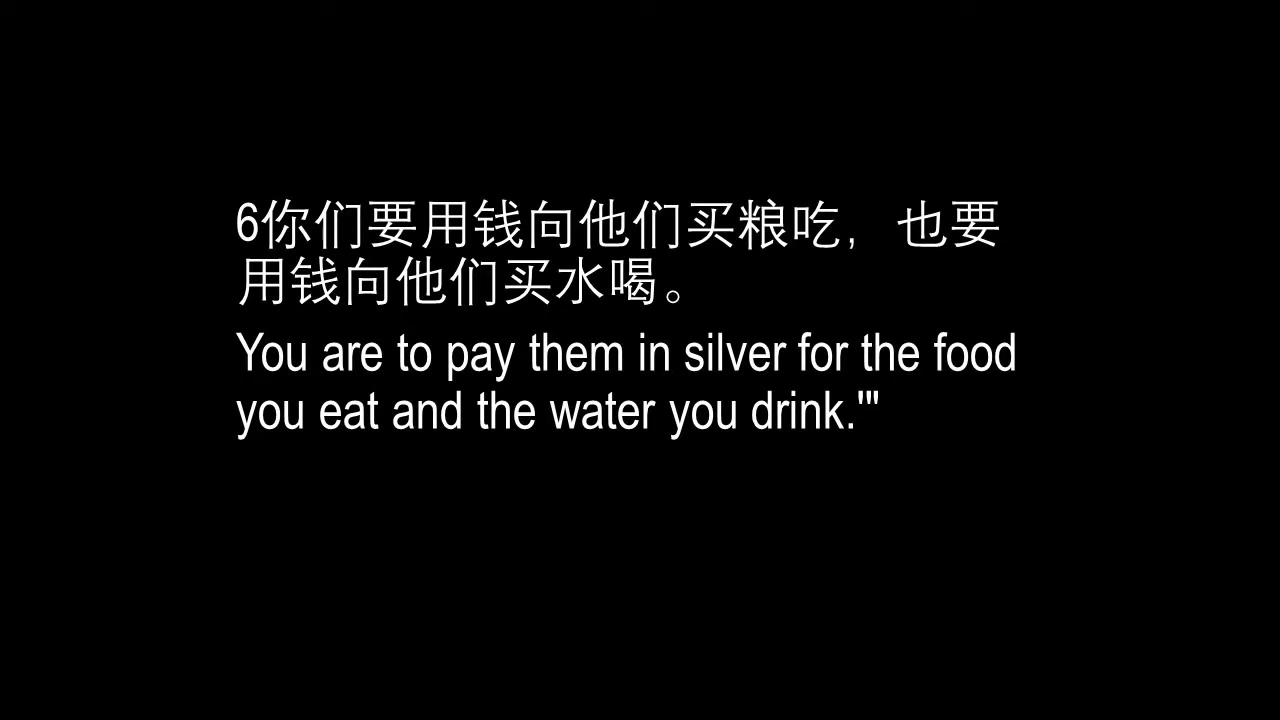 6你们要用钱向他们买粮吃，也要
用钱向他们买水喝。
You are to pay them in silver for the food
you eat and the water you drink.'"